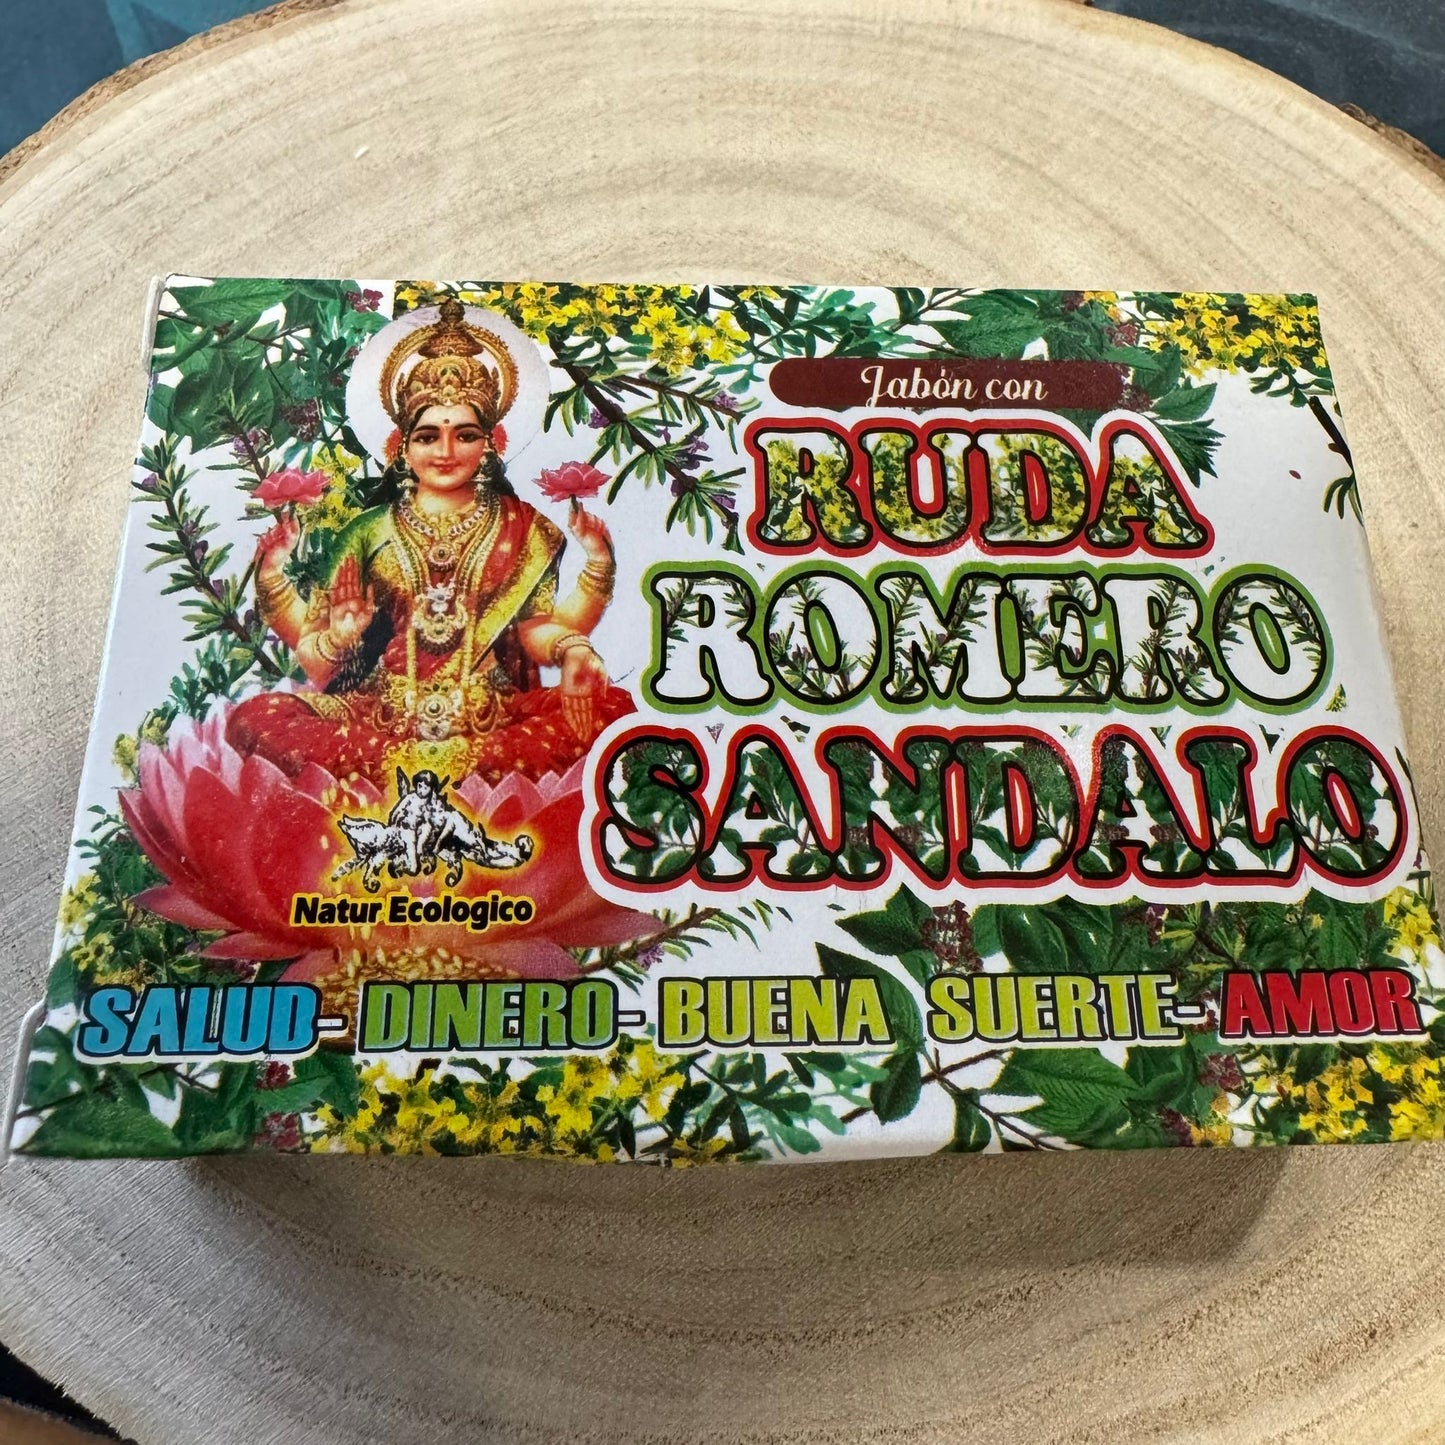 Jabón con
RUDA
ROMERO
SANDALO
Natur Ecologico
SALUD- DINERO- BUENA SUERTE- AMOR